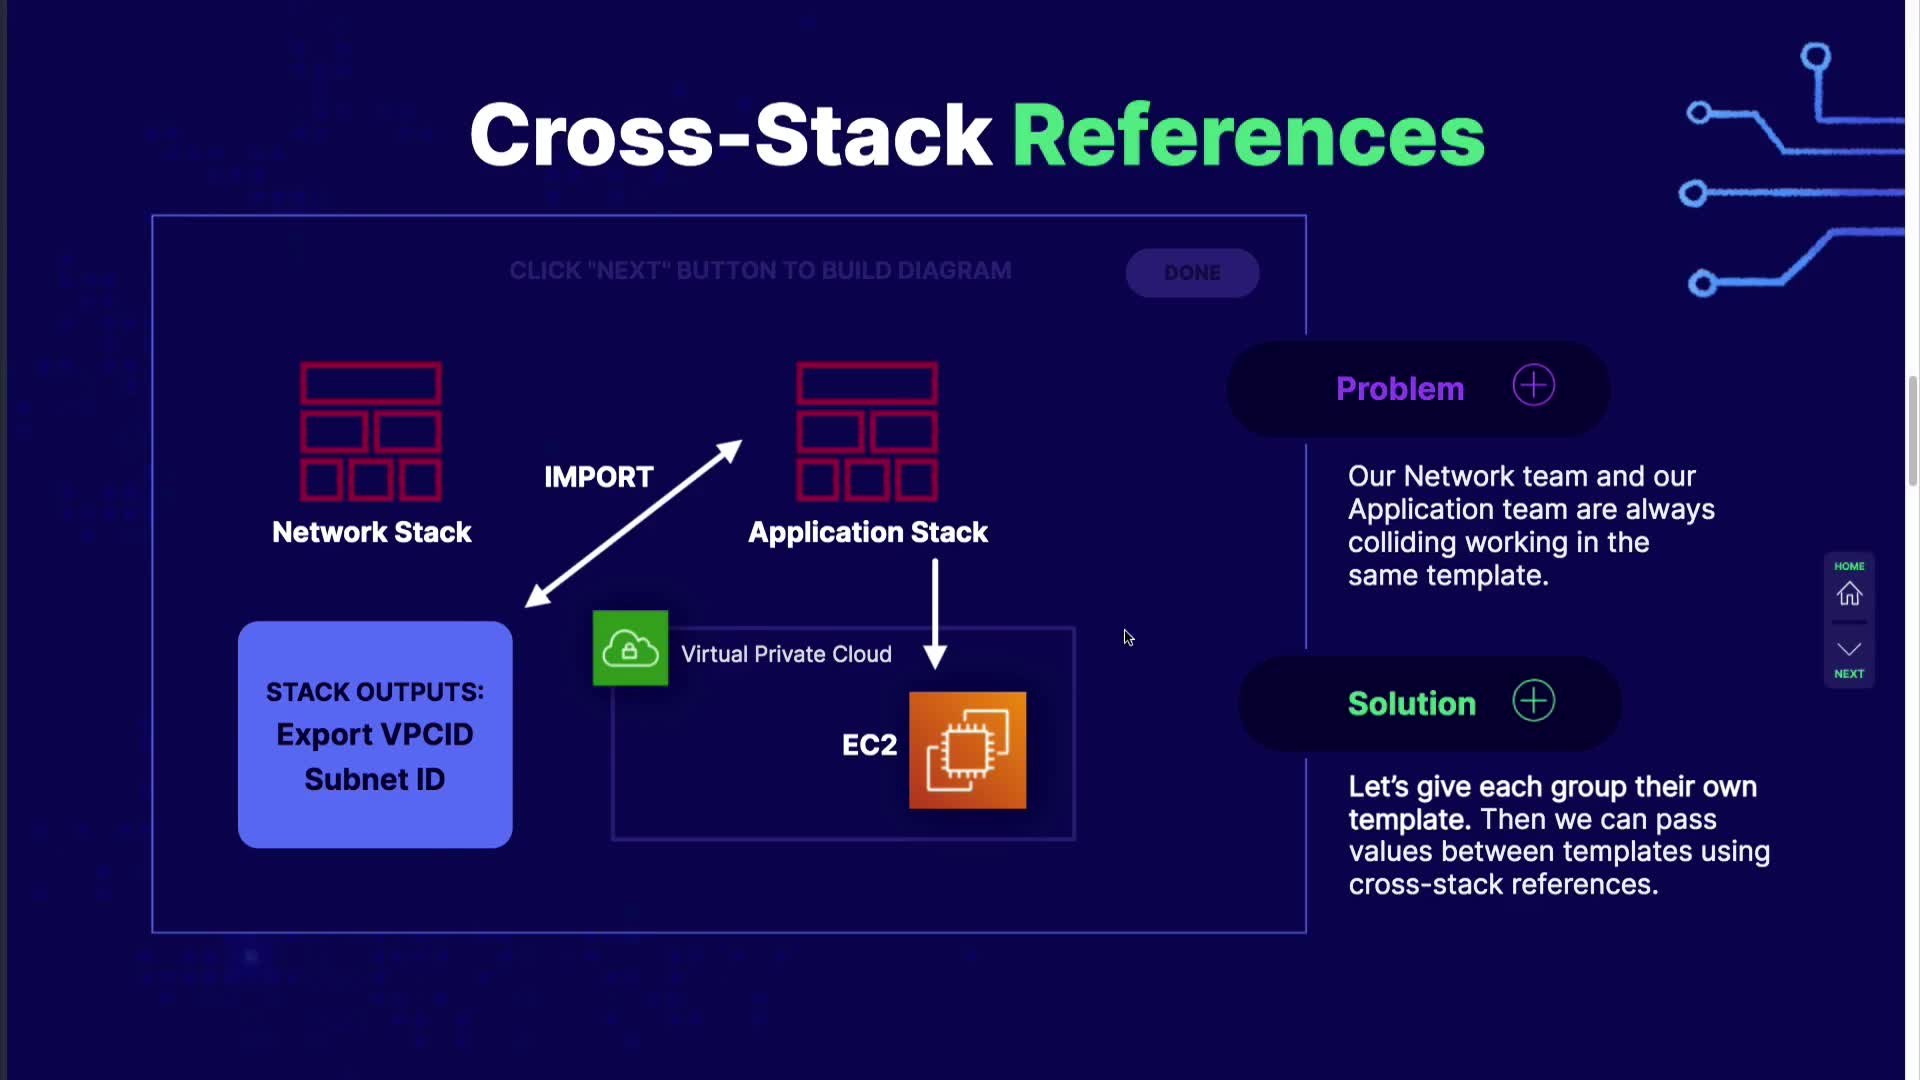 Cross-Stack References
CLICK "NEXT" BUTTON TO BUILD DIAGRAM
DONE
IMPORT
Network Stack
Application Stack
STACK OUTPUTS:
Export VPCID
Subnet ID
Virtual Private Cloud
EC2
Problem
Our Network team and our
Application team are always
colliding working in the
same template.
Solution
Let’s give each group their own
template. Then we can pass
values between templates using
cross-stack references.
HOME
NEXT